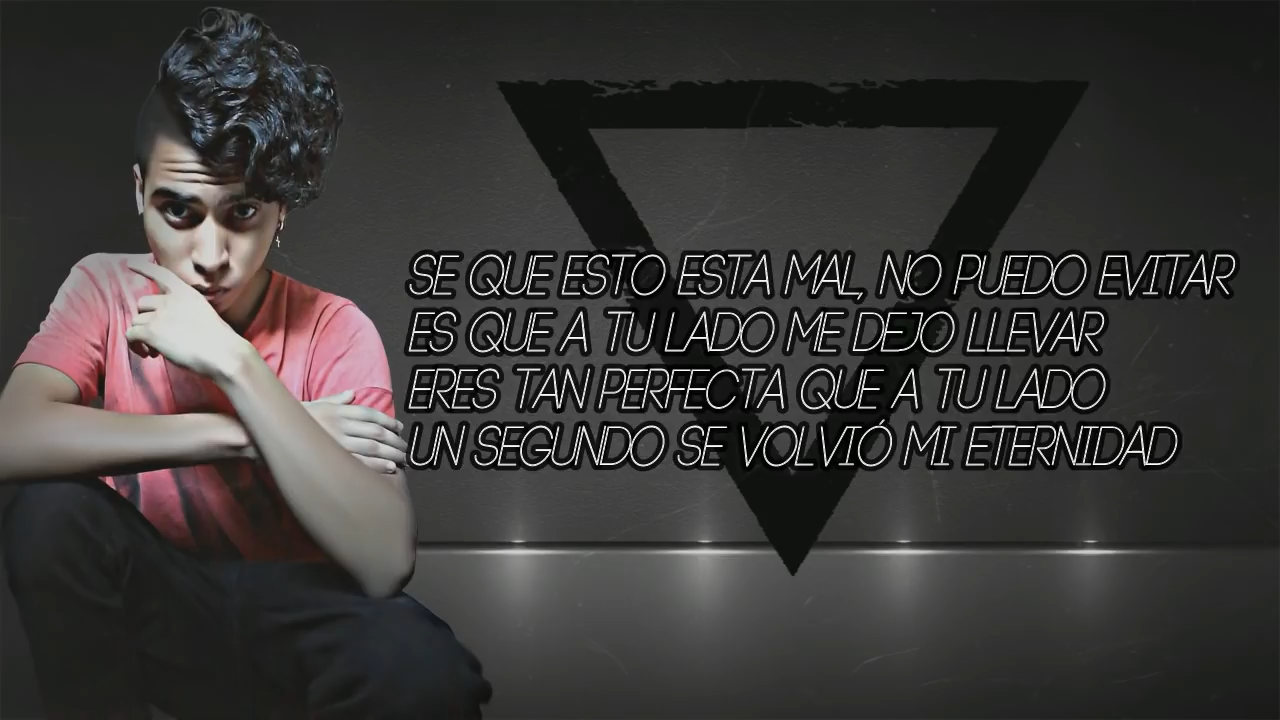 SE QUE ESTO ESTA MAL, NO PUEDO EVITAR
ES QUE A TU LADO ME DEJO LLEVAR
ERES TAN PERFECTA QUE A TU LADO
UN SEGUNDO SE VOLVIÓ MI ETERNIDAD